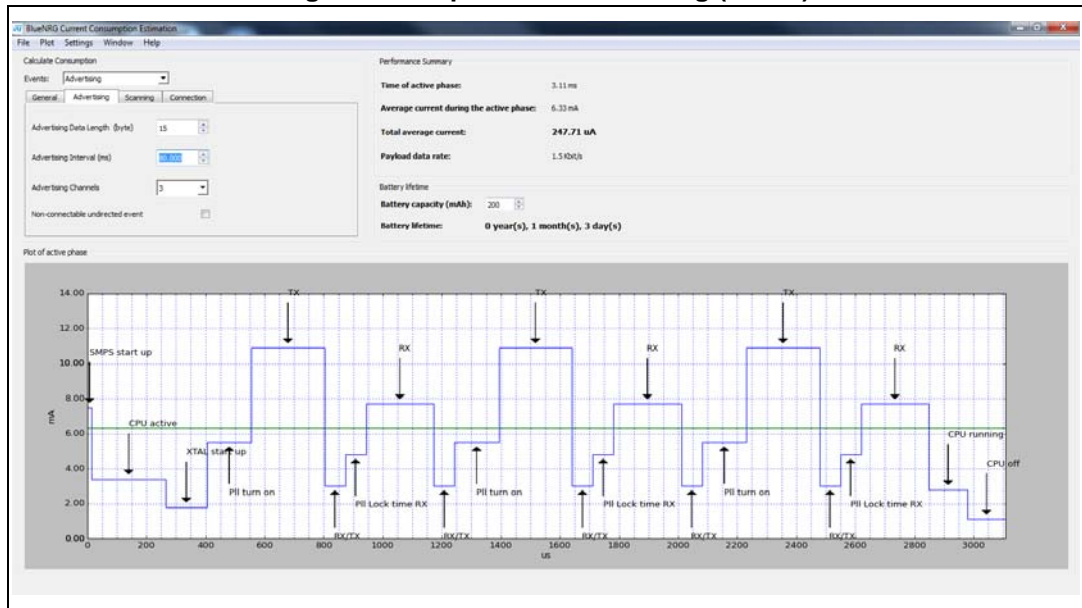 BlueNRG Current Consumption Estimation
File Plot Settings Window Help
Calculate Consumption
Events: Advertising
General Advertising Scanning Connection
Advertising Data Length (byte) 15
Advertising Interval (ms)
Advertising Channels 3
Non-connectable undirected event
Performance Summary
Time of active phase: 3.11 ms
Average current during the active phase: 6.33 mA
Total average current: 247.71 uA
Payload data rate: 1.5 Kbit/s
Battery lifetime
Battery capacity (mAh): 200
Battery lifetime: 0 year(s), 1 month(s), 3 day(s)
Plot of active phase
14.00
12.00
10.00
8.00
6.00
4.00
2.00
0.00
mA
TX TX TX
SMPS start up RX RX RX
CPU active CPU running
XTAL start up CPU off
Pll turn on Pll Lock time RX Pll turn on Pll Lock time RX Pll turn on Pll Lock time RX
RX/TX RX/TX RX/TX RX/TX RX/TX
0 200 400 600 800 1000 1200 1400 1600 1800 2000 2200 2400 2600 2800 3000
us